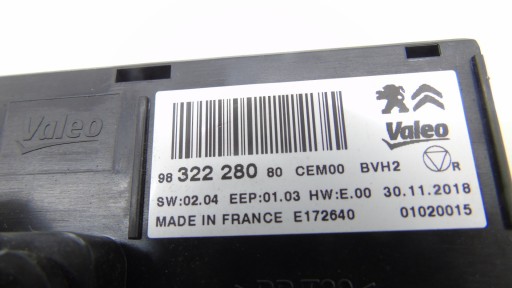 Valeo
Valeo
98 322 280 80 CEM00 BVH2 R
SW:02.04 EEP:01.03 HW:E.00 30.11.2018
MADE IN FRANCE E172640 01020015